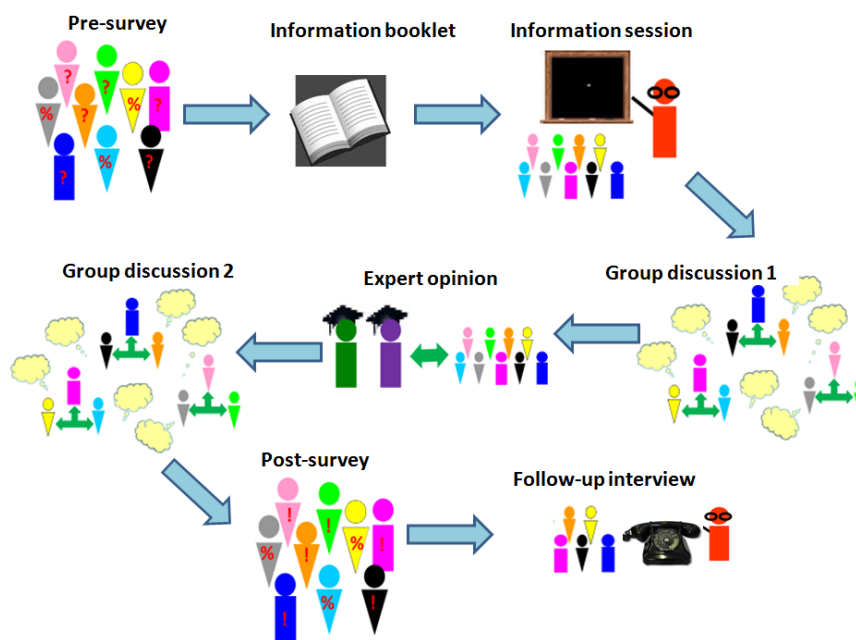 Pre-survey
Information booklet
Information session
? ? % ?
% ?
? % ?
Group discussion 2
Expert opinion
Group discussion 1
Post-survey
Follow-up interview
! ! % !
% !
! % !